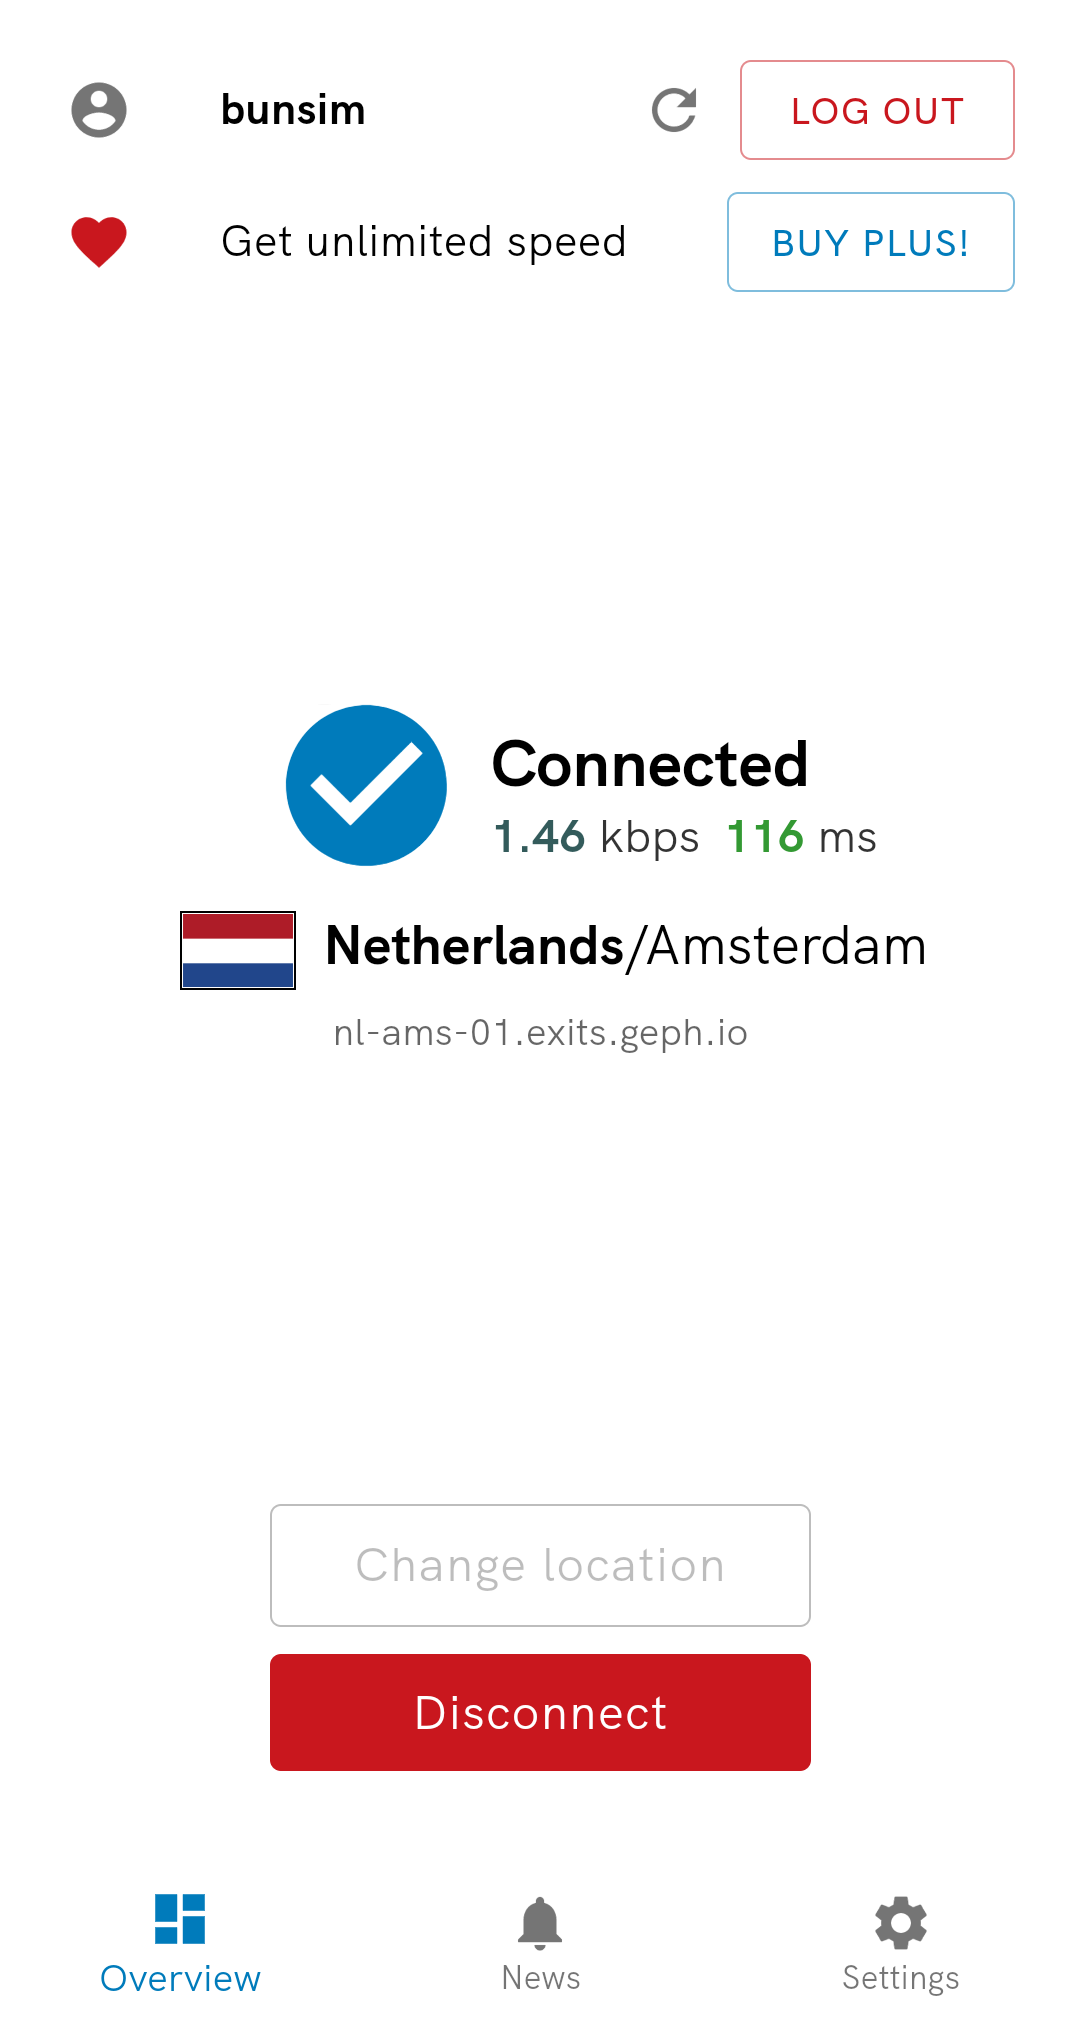 bunsim
LOG OUT
Get unlimited speed
BUY PLUS!
Connected
1.46 kbps 116 ms
Netherlands/Amsterdam
nl-ams-01.exits.geph.io
Change location
Disconnect
Overview
News
Settings